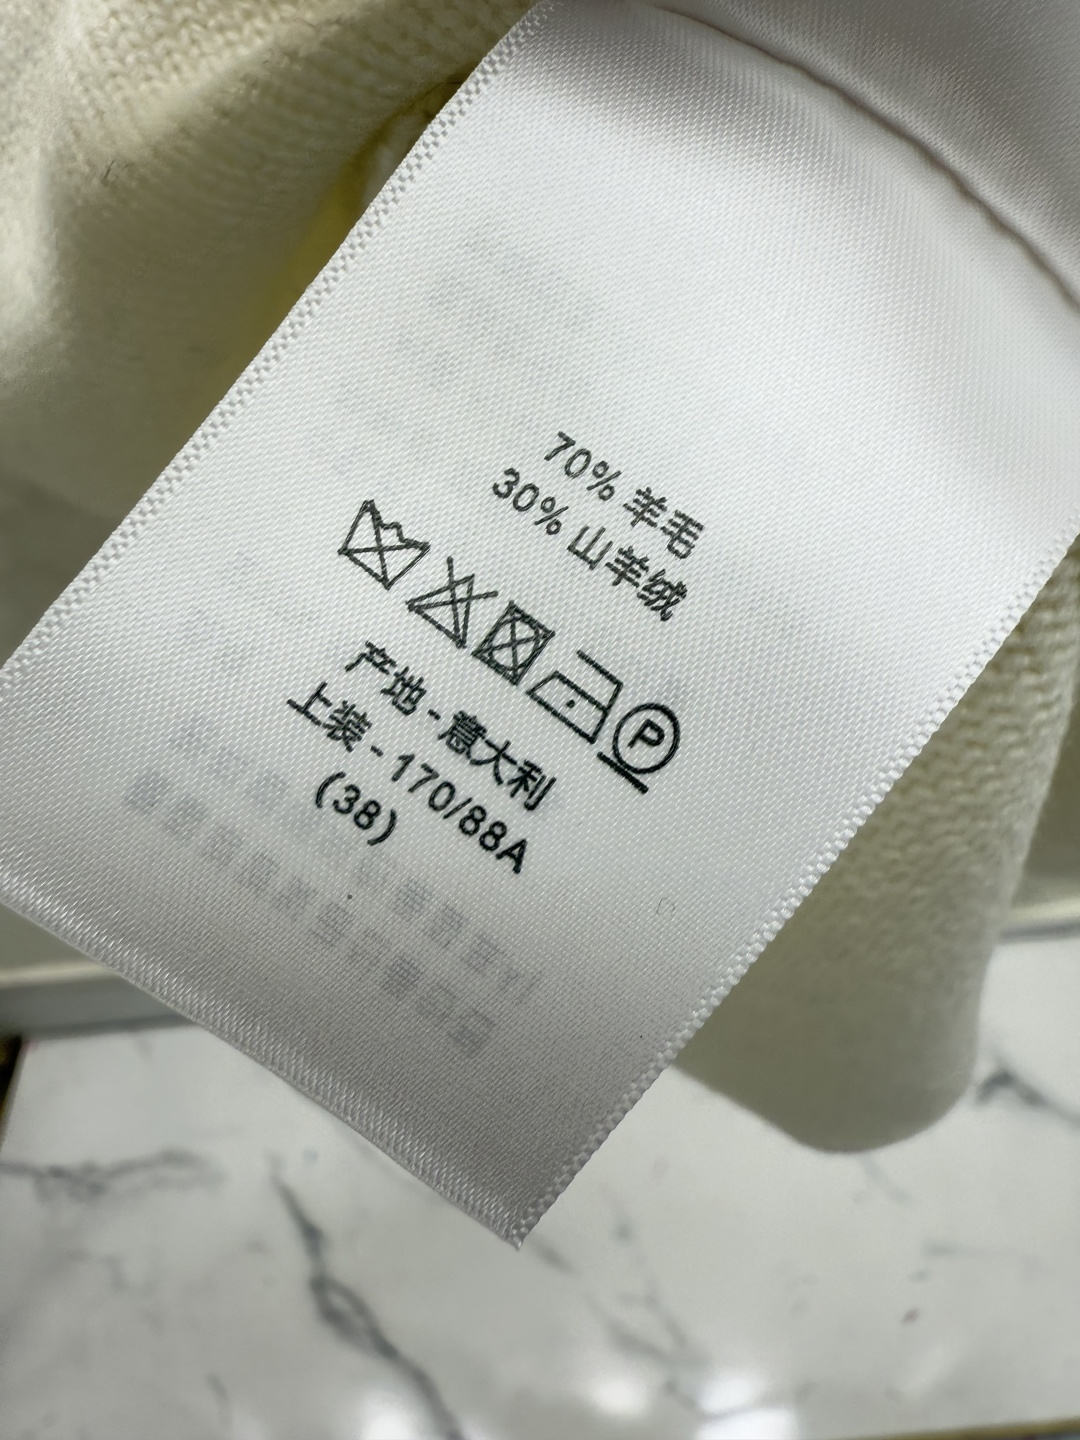 70% 羊毛
30% 山羊绒
P
产地 - 意大利
上装 - 170/88A
(38)